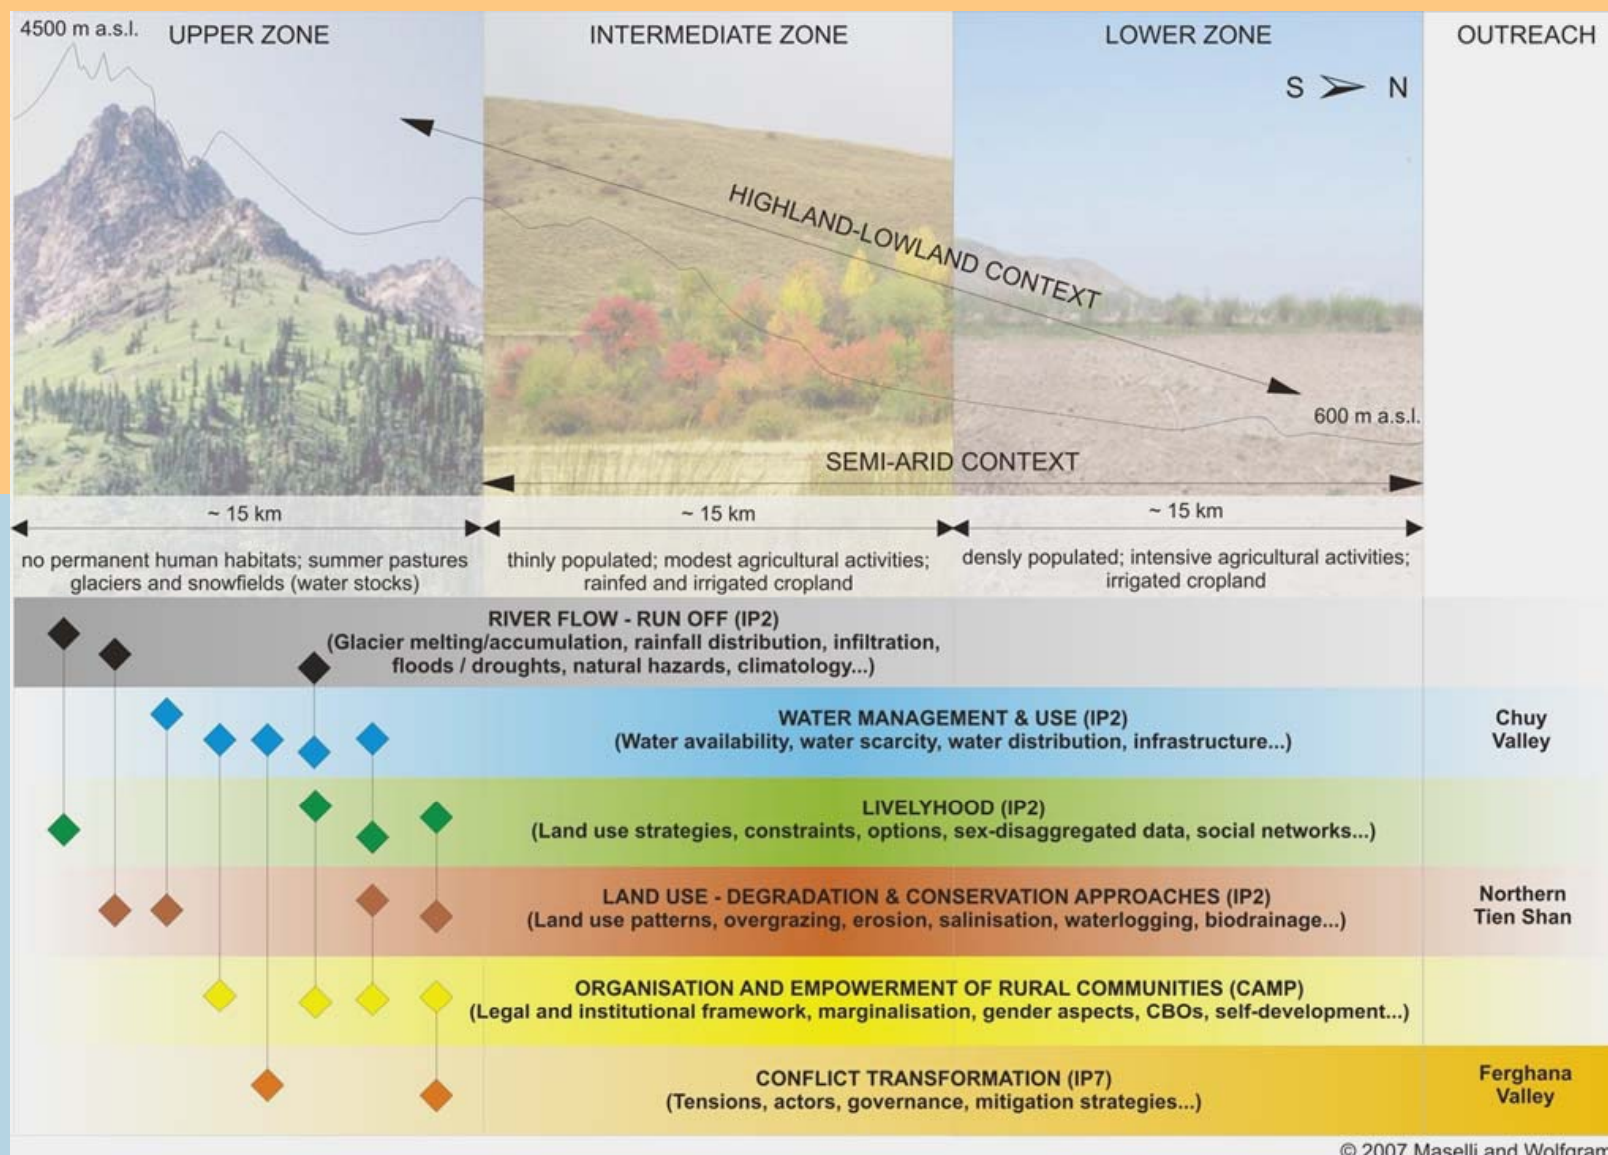 4500 m a.s.l.
UPPER ZONE
INTERMEDIATE ZONE
LOWER ZONE
OUTREACH
S N
HIGHLAND-LOWLAND CONTEXT
600 m a.s.l.
SEMI-ARID CONTEXT
~ 15 km
~ 15 km
~ 15 km
no permanent human habitats; summer pastures
glaciers and snowfields (water stocks)
thinly populated; modest agricultural activities;
rainfed and irrigated cropland
densly populated; intensive agricultural activities;
irrigated cropland
RIVER FLOW - RUN OFF (IP2)
(Glacier melting/accumulation, rainfall distribution, infiltration,
floods / droughts, natural hazards, climatology...)
WATER MANAGEMENT & USE (IP2)
(Water availability, water scarcity, water distribution, infrastructure...)
Chuy
Valley
LIVELYHOOD (IP2)
(Land use strategies, constraints, options, sex-disaggregated data, social networks...)
LAND USE - DEGRADATION & CONSERVATION APPROACHES (IP2)
(Land use patterns, overgrazing, erosion, salinisation, waterlogging, biodrainage...)
Northern
Tien Shan
ORGANISATION AND EMPOWERMENT OF RURAL COMMUNITIES (CAMP)
(Legal and institutional framework, marginalisation, gender aspects, CBOs, self-development...)
CONFLICT TRANSFORMATION (IP7)
(Tensions, actors, governance, mitigation strategies...)
Ferghana
Valley
© 2007 Maselli and Wolfgram